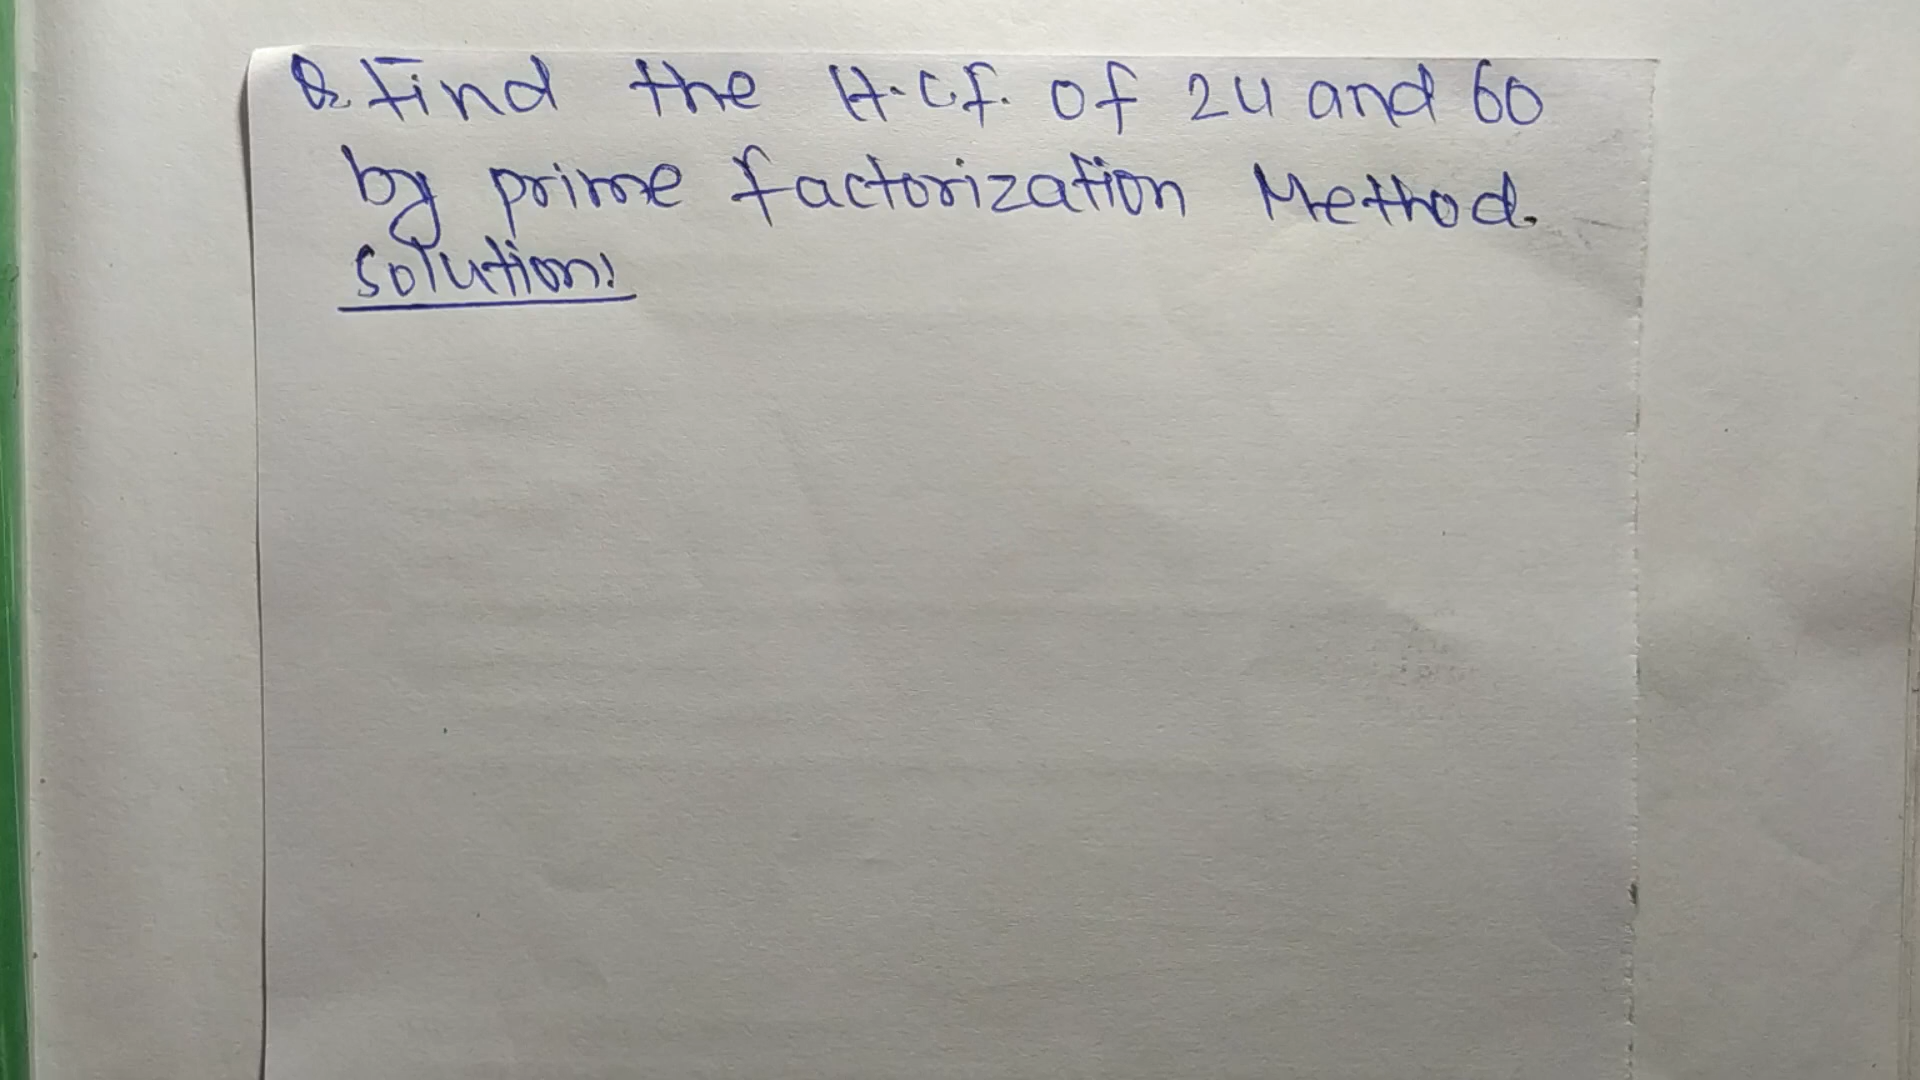 Q. Find the H.C.f. of 24 and 60
by prime factorization Method.
Solution: